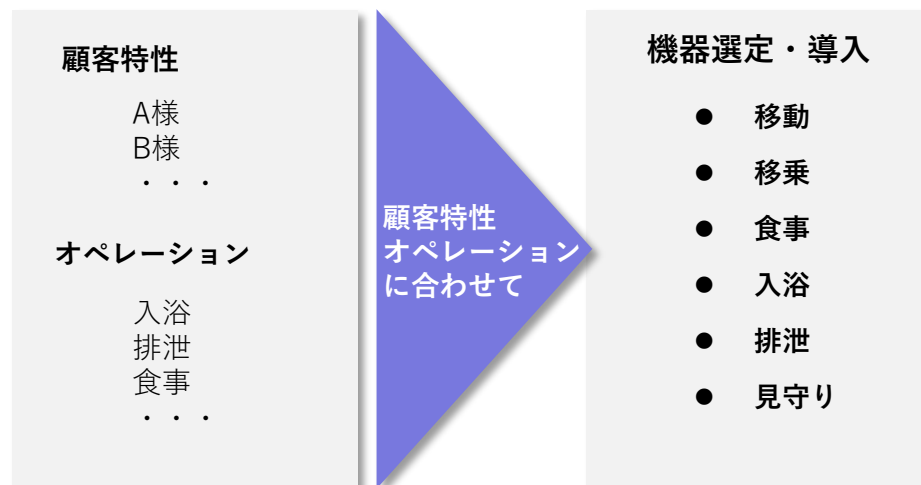 顧客特性
A様
B様
・・・
オペレーション
入浴
排泄
食事
・・・
顧客特性
オペレーション
に合わせて
機器選定・導入
● 移動
● 移乗
● 食事
● 入浴
● 排泄
● 見守り